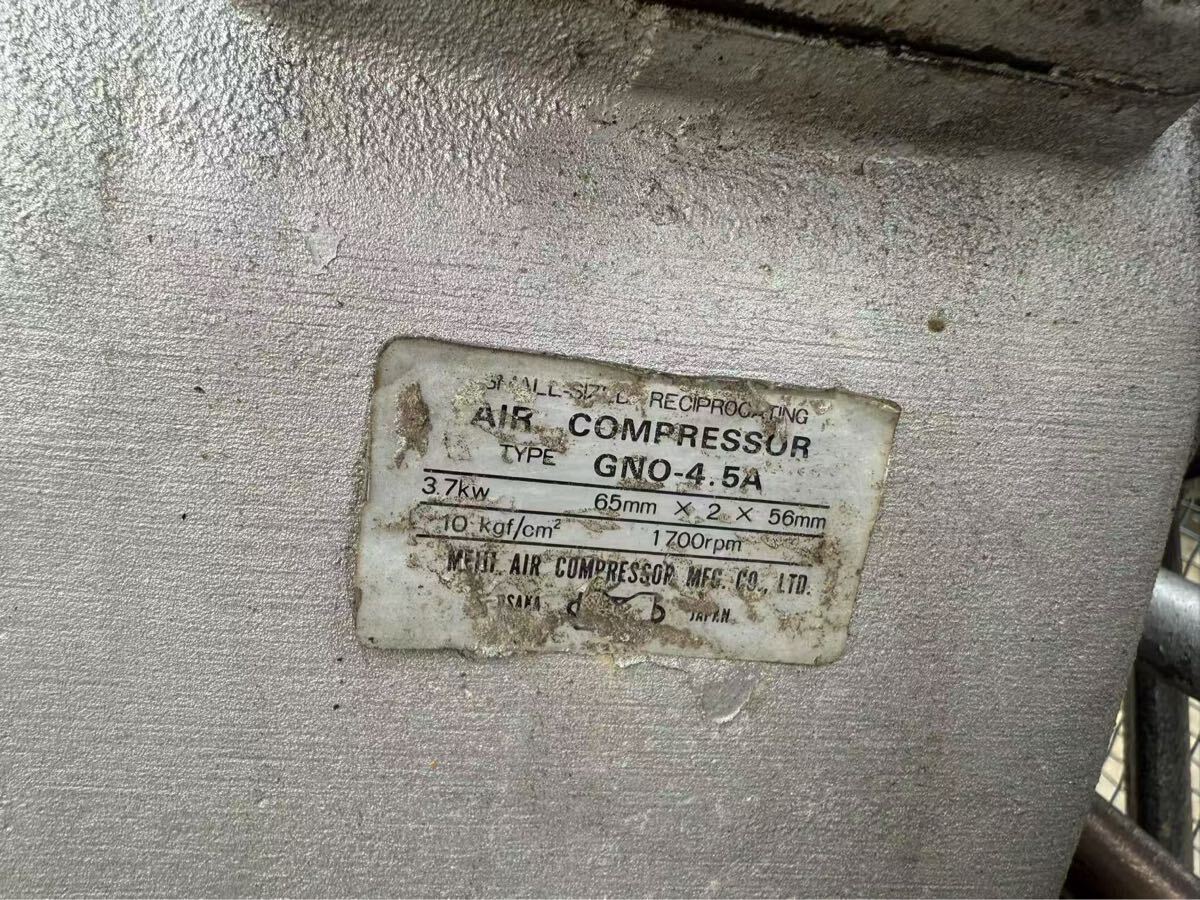 SMALL-SIZED RECIPROCATING
AIR COMPRESSOR
TYPE GNO-4.5A
3.7kw 65mm × 2 × 56mm
10 kgf/cm² 1700rpm
MEIJI AIR COMPRESSOR MFG. CO., LTD.
OSAKA JAPAN